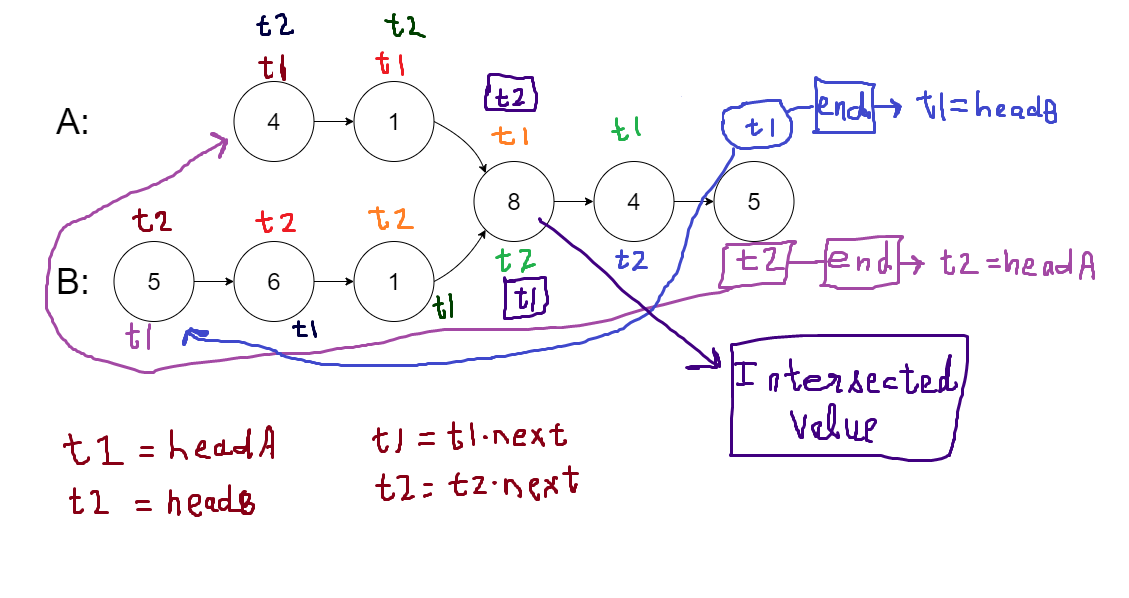 t2 t2
t1 t1
t2
end t1=headB
t1 t1 t1
A: 4 1
8 4 5
t2 t2 t2
t2 t2 t2 end t2=headA
B: 5 6 1
t1 t1 t1 t1
Intersected
Value
t1 = headA t1 = t1.next
t2 = headB t2= t2.next